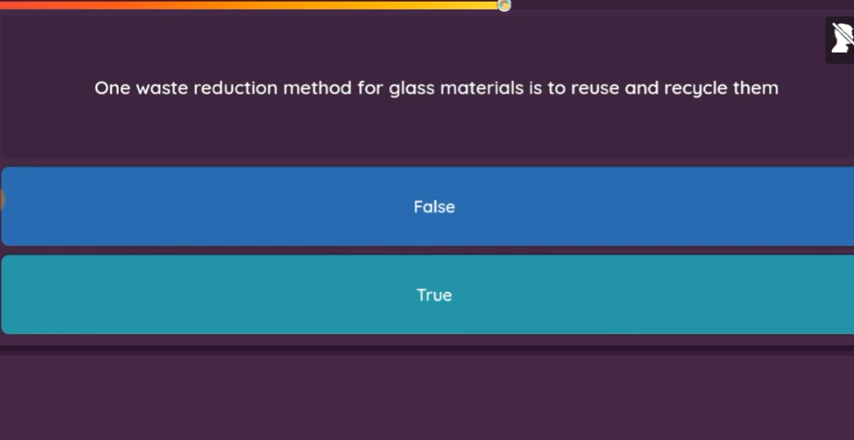 One waste reduction method for glass materials is to reuse and recycle them
False
True